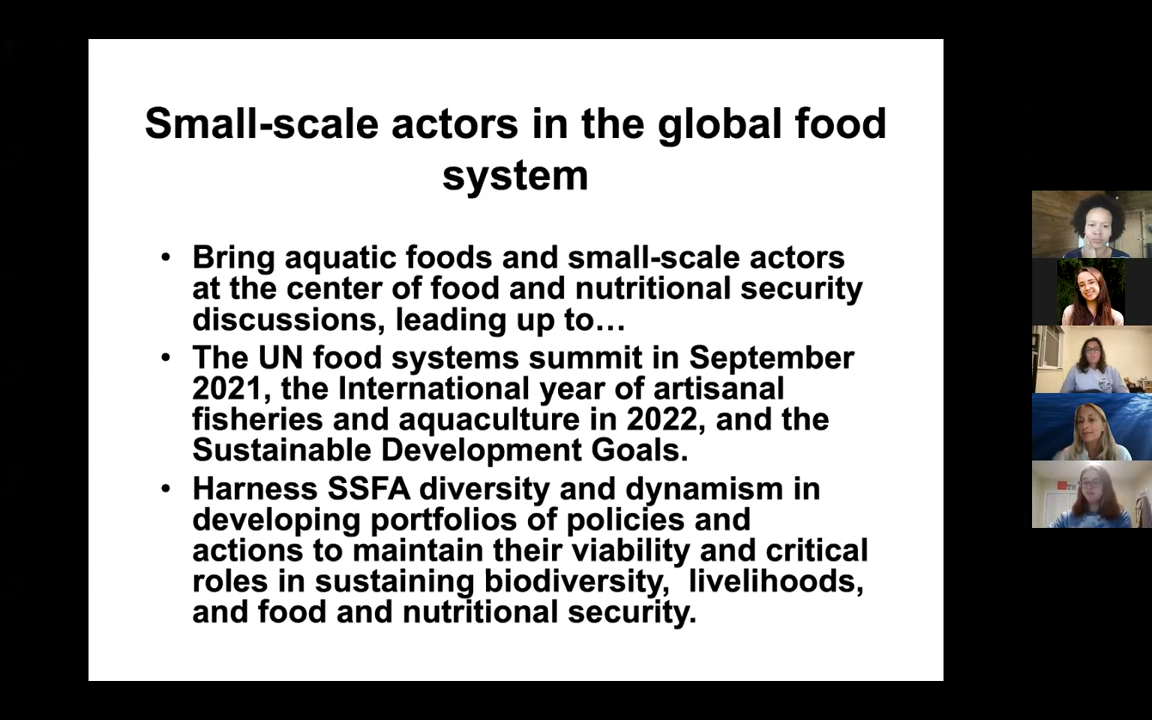 Small-scale actors in the global food
system
• Bring aquatic foods and small-scale actors
at the center of food and nutritional security
discussions, leading up to…
• The UN food systems summit in September
2021, the International year of artisanal
fisheries and aquaculture in 2022, and the
Sustainable Development Goals.
• Harness SSFA diversity and dynamism in
developing portfolios of policies and
actions to maintain their viability and critical
roles in sustaining biodiversity,  livelihoods,
and food and nutritional security.